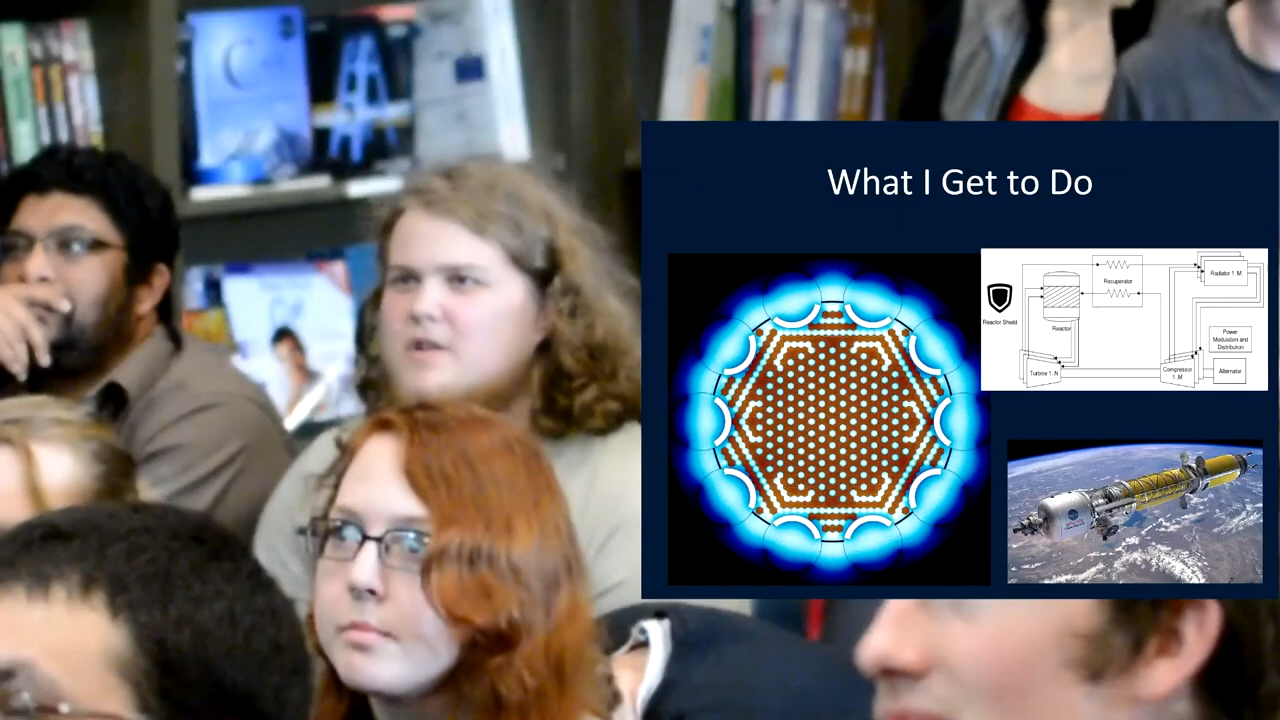 What I Get to Do
Reactor Shield
Reactor
Recuperator
Radiator 1..M
Power
Modulation and
Distribution
Turbine 1..N
Compressor
1..M
Alternator